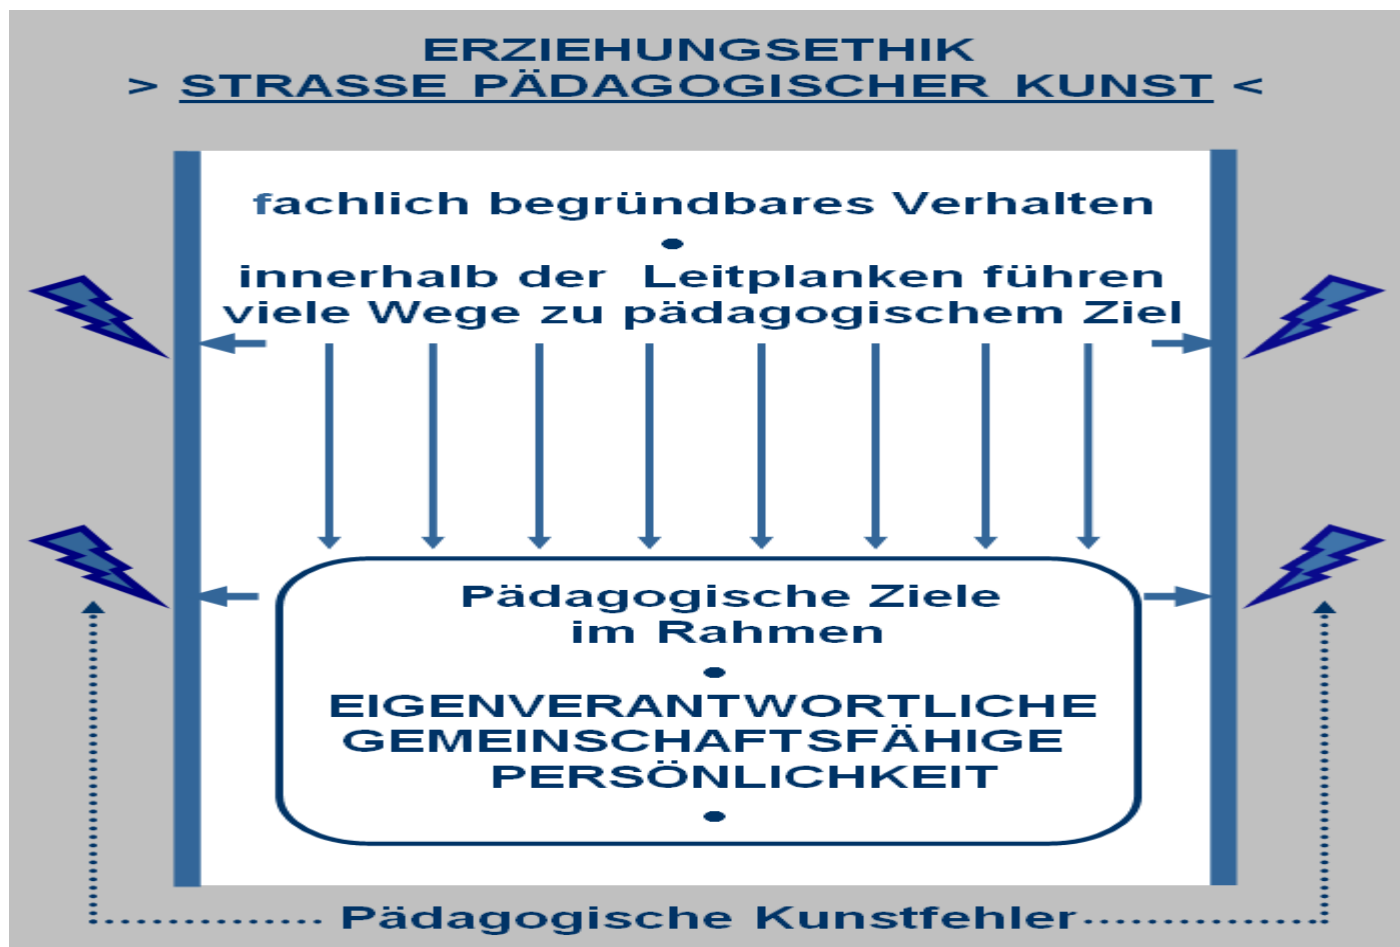 ERZIEHUNGSETHIK
> STRASSE PÄDAGOGISCHER KUNST <
fachlich begründbares Verhalten
•
innerhalb der Leitplanken führen
viele Wege zu pädagogischem Ziel
Pädagogische Ziele
im Rahmen
•
EIGENVERANTWORTLICHE
GEMEINSCHAFTSFÄHIGE
PERSÖNLICHKEIT
•
Pädagogische Kunstfehler